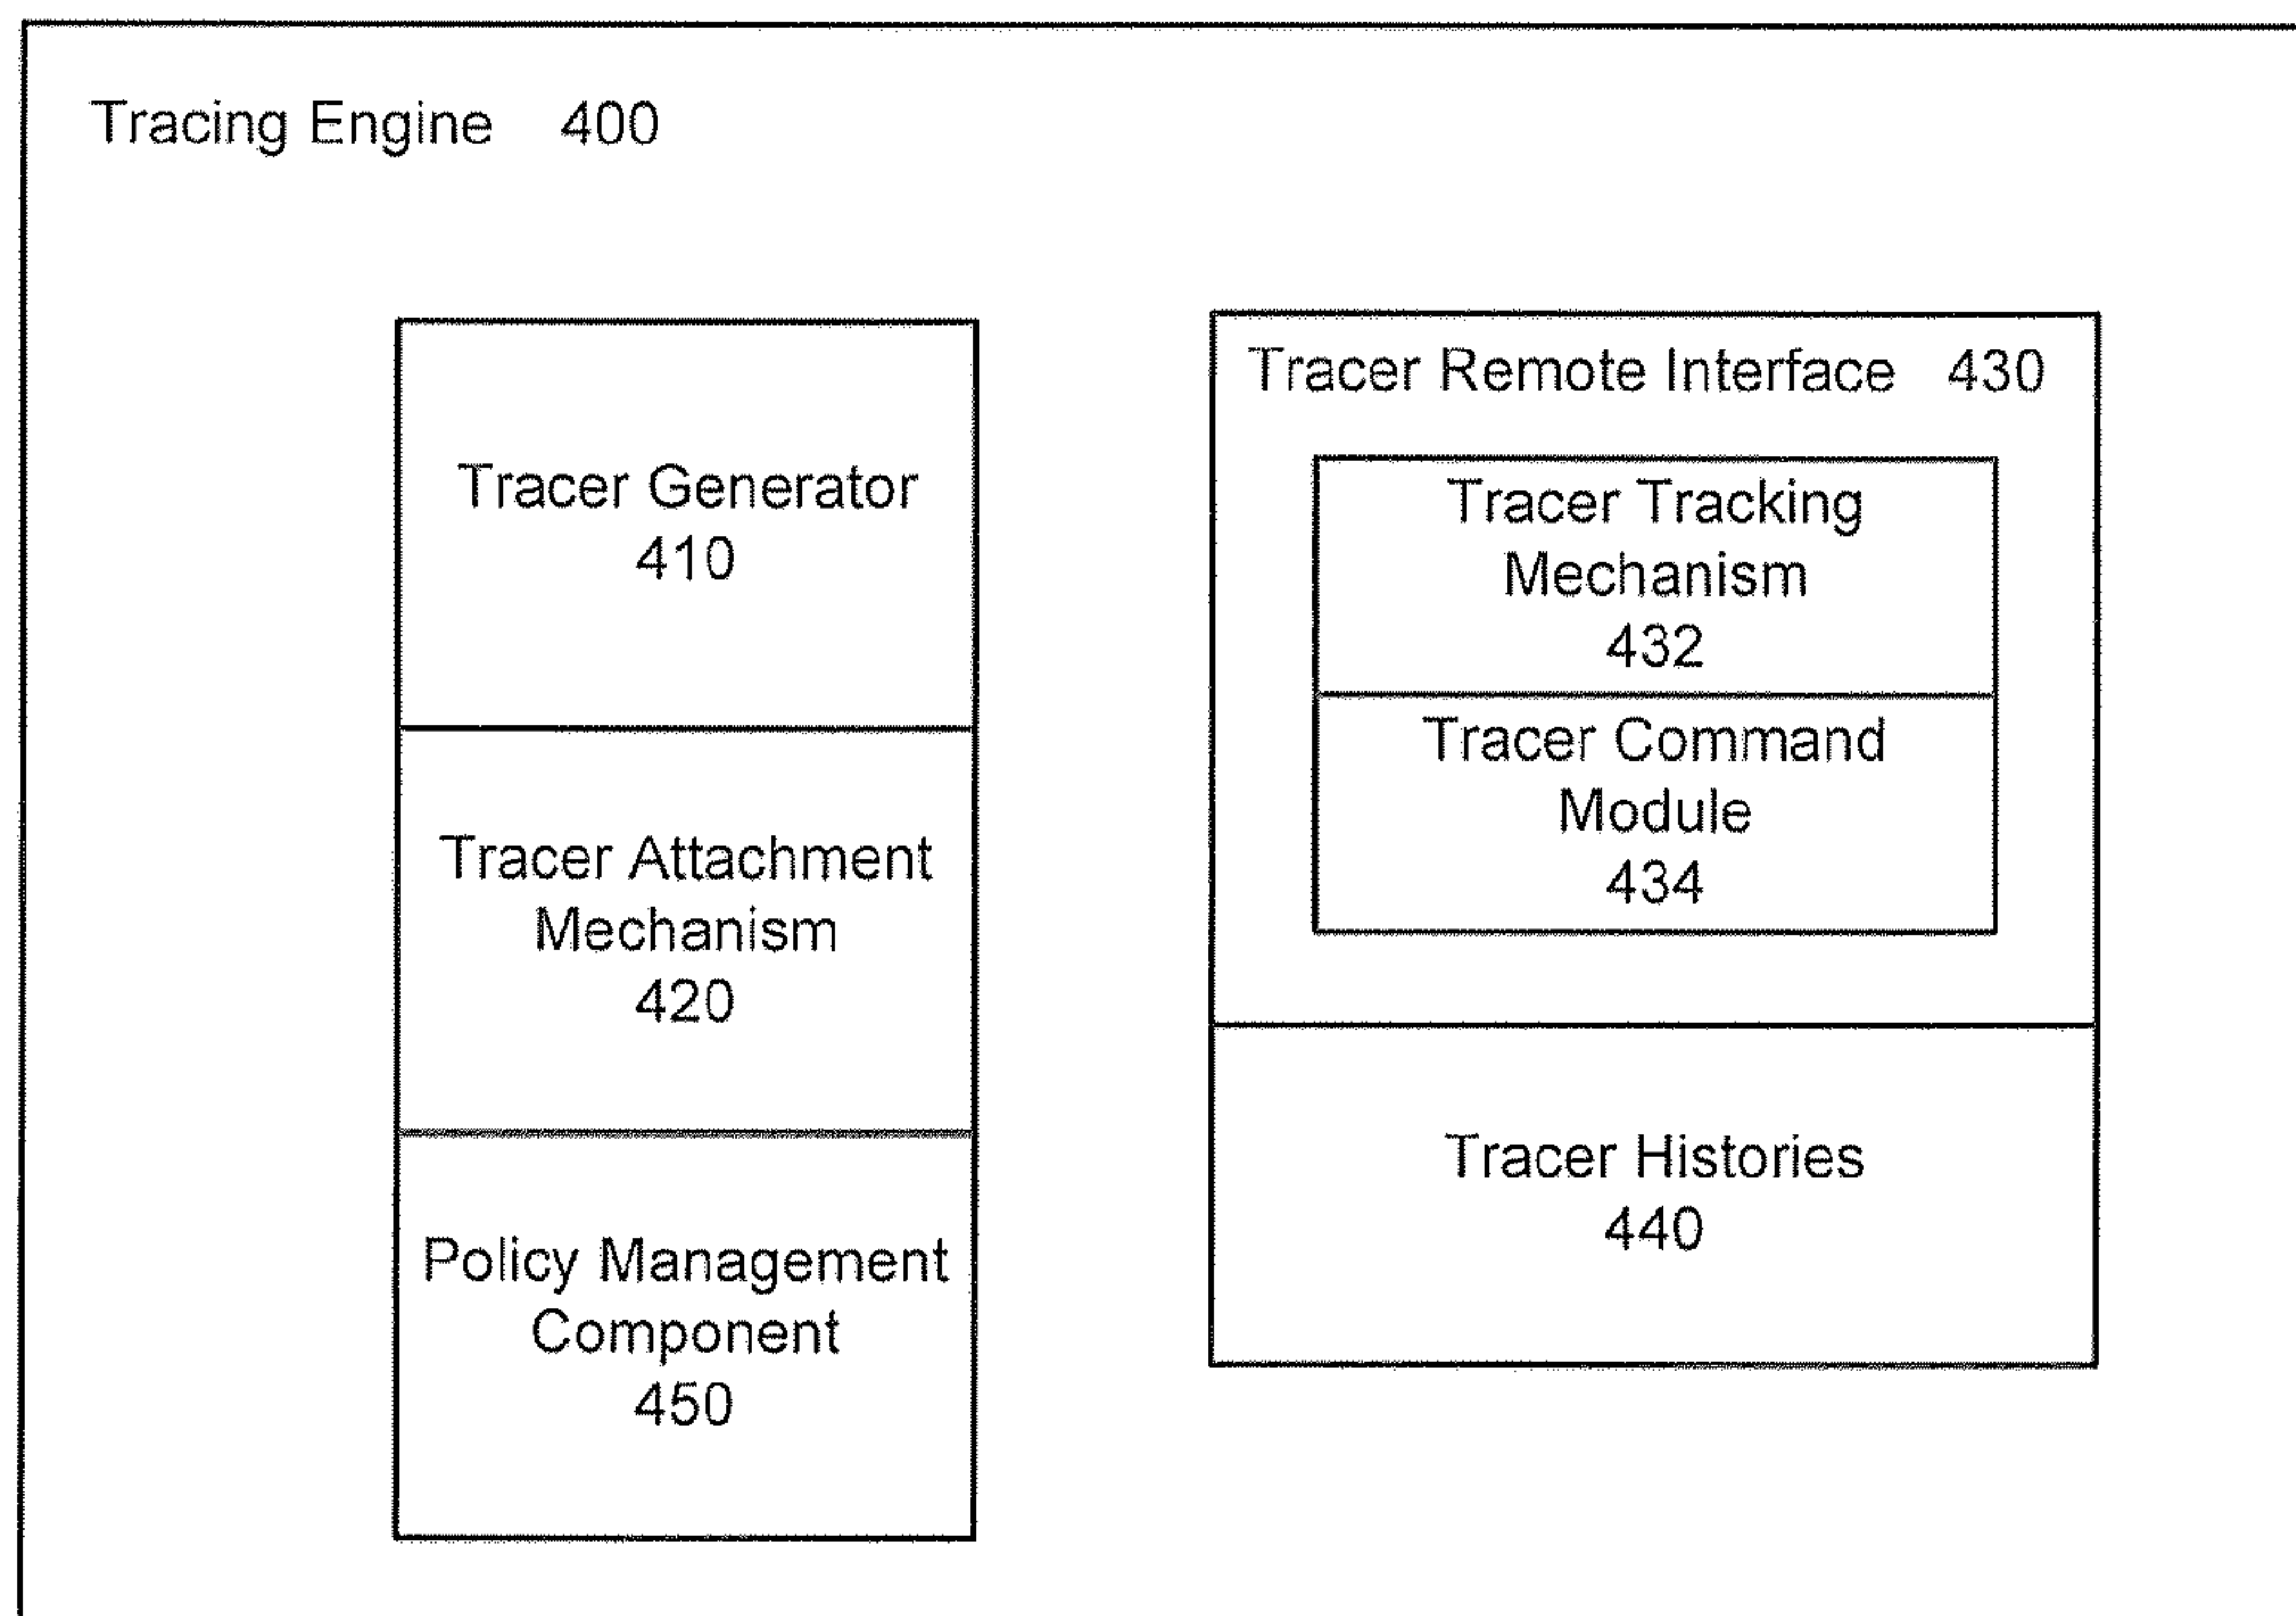 Tracing Engine 400
Tracer Generator
410
Tracer Attachment
Mechanism
420
Policy Management
Component
450
Tracer Remote Interface 430
Tracer Tracking
Mechanism
432
Tracer Command
Module
434
Tracer Histories
440